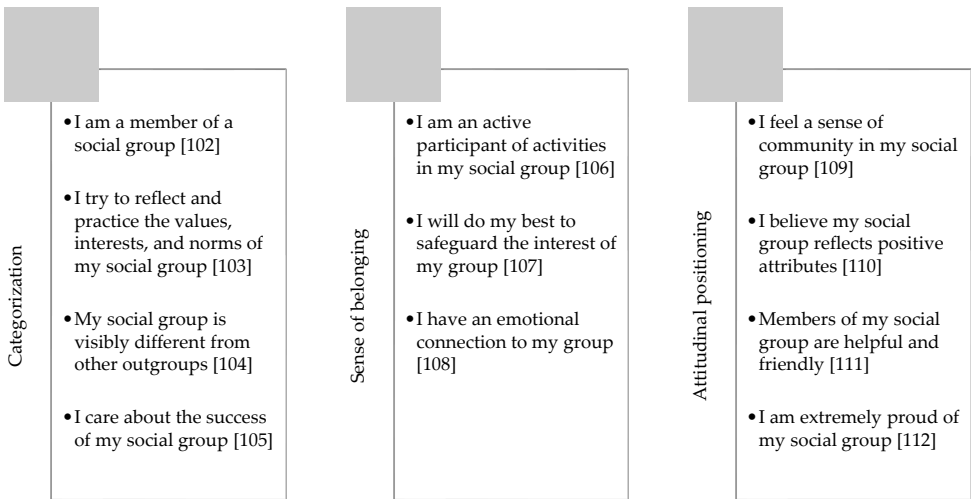 Categorization
•I am a member of a
social group [102]
•I try to reflect and
practice the values,
interests, and norms of
my social group [103]
•My social group is
visibly different from
other outgroups [104]
•I care about the success
of my social group [105]
Sense of belonging
•I am an active
participant of activities
in my social group [106]
•I will do my best to
safeguard the interest of
my group [107]
•I have an emotional
connection to my group
[108]
Attitudinal positioning
•I feel a sense of
community in my social
group [109]
•I believe my social
group reflects positive
attributes [110]
•Members of my social
group are helpful and
friendly [111]
•I am extremely proud of
my social group [112]